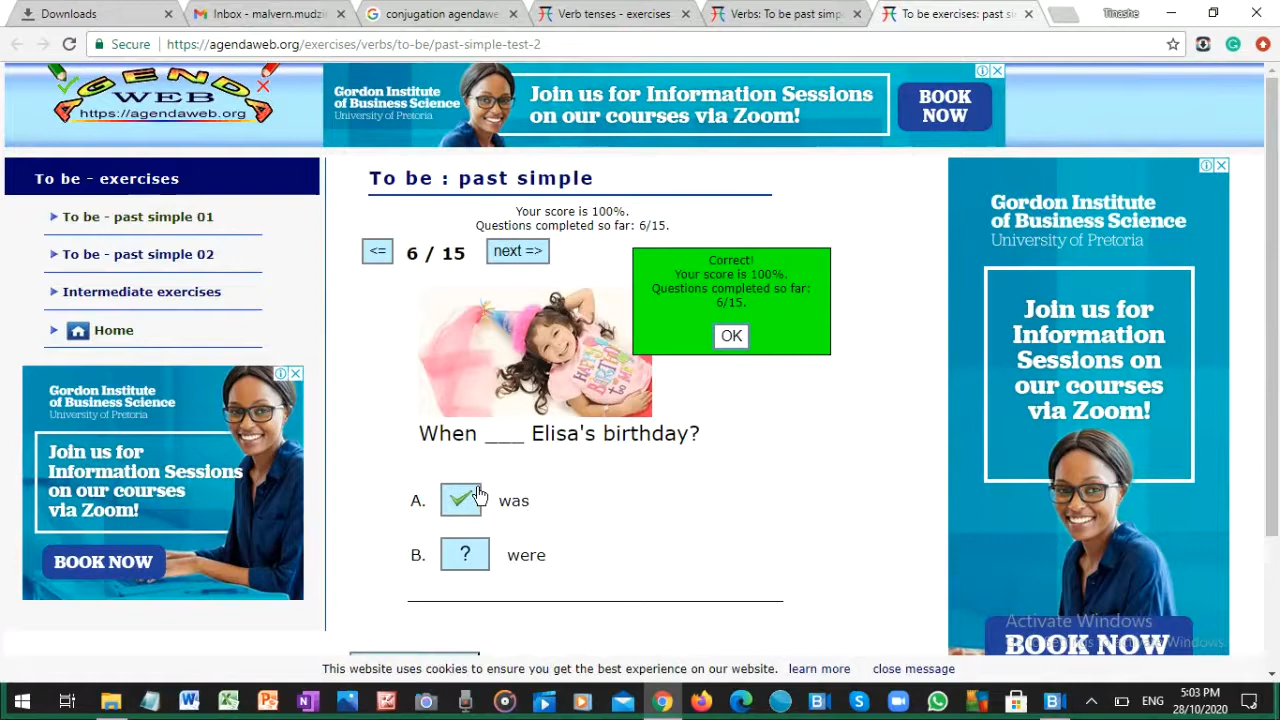 Downloads
Inbox - malvern.mudzi
conjugation agendawe
Verb tenses - exercises
Verbs: To be past simp
To be exercises: past si
Tinashe
Secure
https://agendaweb.org/exercises/verbs/to-be/past-simple-test-2
GEND
WEB
https://agendaweb.org
Gordon Institute
of Business Science
University of Pretoria
Join us for Information Sessions
on our courses via Zoom!
BOOK
NOW
To be - exercises
To be - past simple 01
To be - past simple 02
Intermediate exercises
Home
Gordon Institute
of Business Science
University of Pretoria
Join us for
Information Sessions
on our courses
via Zoom!
BOOK NOW
To be : past simple
Your score is 100%.
Questions completed so far: 6/15.
<=
6 / 15
next =>
Correct!
Your score is 100%.
Questions completed so far:
6/15.
OK
HAPPY
BIRTHDAY
to ME
When ___ Elisa's birthday?
A. was
B. ? were
Gordon Institute
of Business Science
University of Pretoria
Join us for
Information
Sessions on
our courses
via Zoom!
BOOK NOW
Activate Windows
Windows.
This website uses cookies to ensure you get the best experience on our website. learn more close message
ENG
5:03 PM
28/10/2020